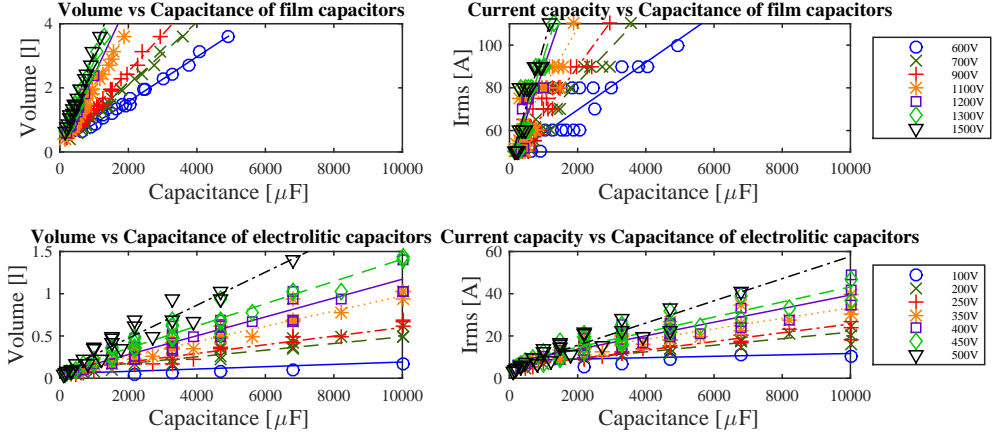 Volume vs Capacitance of film capacitors
Volume [l]
4
2
0
0 2000 4000 6000 8000 10000
Capacitance [μF]
Current capacity vs Capacitance of film capacitors
Irms [A]
100
80
60
0 2000 4000 6000 8000 10000
Capacitance [μF]
600V
700V
900V
1100V
1200V
1300V
1500V
Volume vs Capacitance of electrolitic capacitors
Volume [l]
1.5
1
0.5
0
0 2000 4000 6000 8000 10000
Capacitance [μF]
Current capacity vs Capacitance of electrolitic capacitors
Irms [A]
60
40
20
0
0 2000 4000 6000 8000 10000
Capacitance [μF]
100V
200V
250V
350V
400V
450V
500V